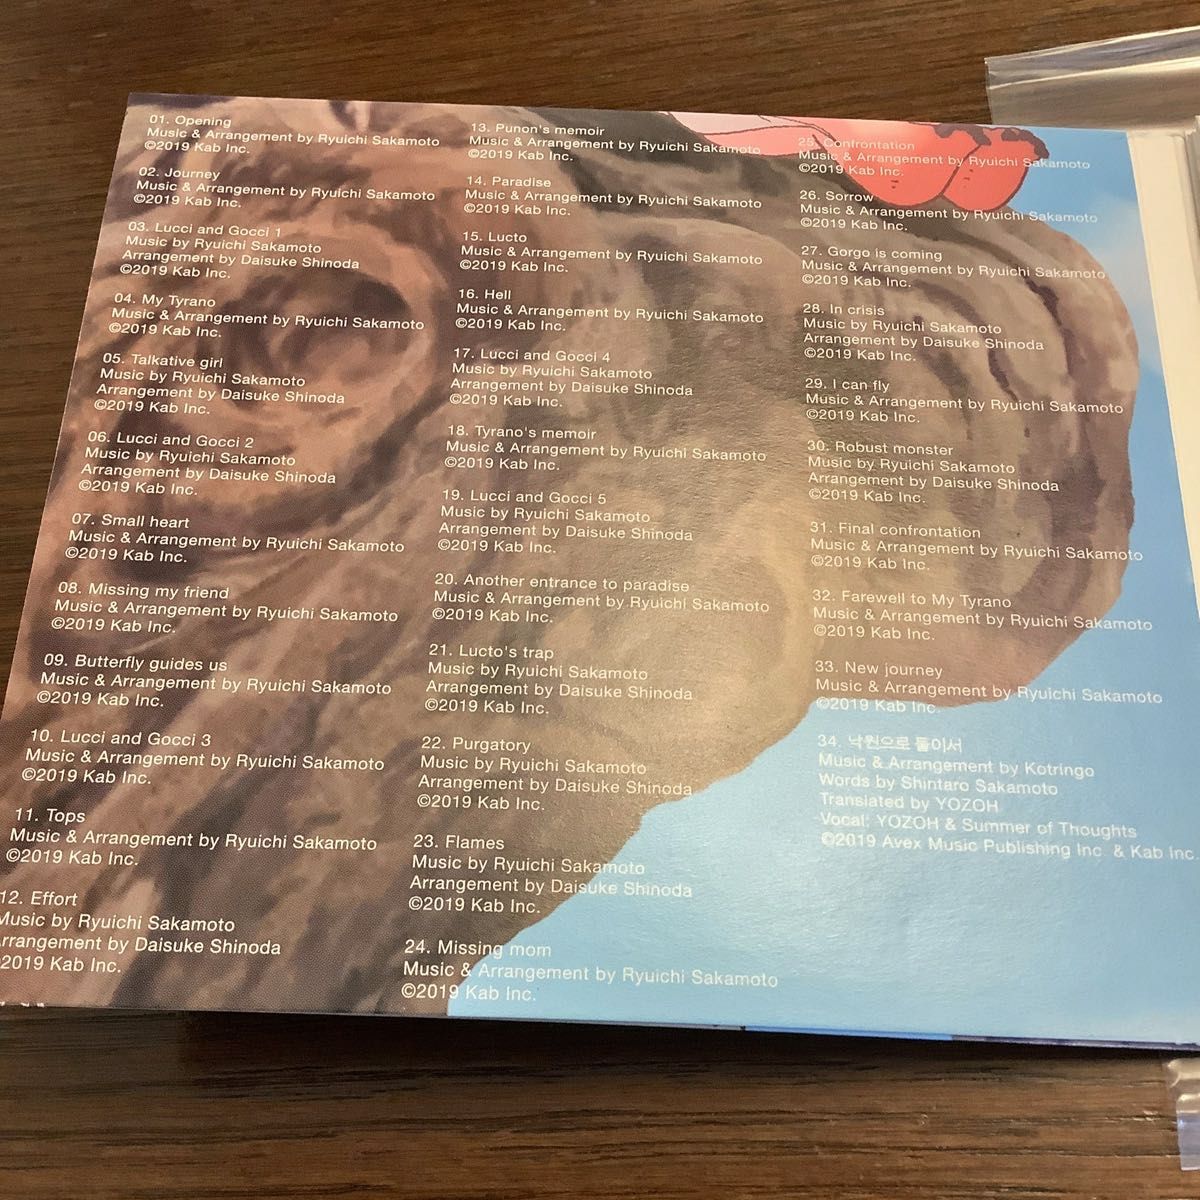 01. Opening
Music & Arrangement by Ryuichi Sakamoto
©2019 Kab Inc.
02. Journey
Music & Arrangement by Ryuichi Sakamoto
©2019 Kab Inc.
03. Lucci and Gocci 1
Music by Ryuichi Sakamoto
Arrangement by Daisuke Shinoda
©2019 Kab Inc.
04. My Tyrano
Music & Arrangement by Ryuichi Sakamoto
©2019 Kab Inc.
05. Talkative girl
Music by Ryuichi Sakamoto
Arrangement by Daisuke Shinoda
©2019 Kab Inc.
06. Lucci and Gocci 2
Music by Ryuichi Sakamoto
Arrangement by Daisuke Shinoda
©2019 Kab Inc.
07. Small heart
Music & Arrangement by Ryuichi Sakamoto
©2019 Kab Inc.
08. Missing my friend
Music & Arrangement by Ryuichi Sakamoto
©2019 Kab Inc.
09. Butterfly guides us
Music & Arrangement by Ryuichi Sakamoto
©2019 Kab Inc.
10. Lucci and Gocci 3
Music & Arrangement by Ryuichi Sakamoto
©2019 Kab Inc.
11. Tops
Music & Arrangement by Ryuichi Sakamoto
©2019 Kab Inc.
12. Effort
Music by Ryuichi Sakamoto
rrangement by Daisuke Shinoda
2019 Kab Inc.
13. Punon's memoir
Music & Arrangement by Ryuichi Sakamoto
©2019 Kab Inc.
14. Paradise
Music & Arrangement by Ryuichi Sakamoto
©2019 Kab Inc.
15. Lucto
Music & Arrangement by Ryuichi Sakamoto
©2019 Kab Inc.
16. Hell
Music & Arrangement by Ryuichi Sakamoto
©2019 Kab Inc.
17. Lucci and Gocci 4
Music by Ryuichi Sakamoto
Arrangement by Daisuke Shinoda
©2019 Kab Inc.
18. Tyrano's memoir
Music & Arrangement by Ryuichi Sakamoto
©2019 Kab Inc.
19. Lucci and Gocci 5
Music by Ryuichi Sakamoto
Arrangement by Daisuke Shinoda
©2019 Kab Inc.
20. Another entrance to paradise
Music & Arrangement by Ryuichi Sakamoto
©2019 Kab Inc.
21. Lucto's trap
Music by Ryuichi Sakamoto
Arrangement by Daisuke Shinoda
©2019 Kab Inc.
22. Purgatory
Music by Ryuichi Sakamoto
Arrangement by Daisuke Shinoda
©2019 Kab Inc.
23. Flames
Music by Ryuichi Sakamoto
Arrangement by Daisuke Shinoda
©2019 Kab Inc.
24. Missing mom
Music & Arrangement by Ryuichi Sakamoto
©2019 Kab Inc.
25. Confrontation
Music & Arrangement by Ryuichi Sakamoto
©2019 Kab Inc.
26. Sorrow
Music & Arrangement by Ryuichi Sakamoto
©2019 Kab Inc.
27. Gorgo is coming
Music & Arrangement by Ryuichi Sakamoto
©2019 Kab Inc.
28. In crisis
Music by Ryuichi Sakamoto
Arrangement by Daisuke Shinoda
©2019 Kab Inc.
29. I can fly
Music & Arrangement by Ryuichi Sakamoto
©2019 Kab Inc.
30. Robust monster
Music by Ryuichi Sakamoto
Arrangement by Daisuke Shinoda
©2019 Kab Inc.
31. Final confrontation
Music & Arrangement by Ryuichi Sakamoto
©2019 Kab Inc.
32. Farewell to My Tyrano
Music & Arrangement by Ryuichi Sakamoto
©2019 Kab Inc.
33. New journey
Music & Arrangement by Ryuichi Sakamoto
©2019 Kab Inc.
34. 낙원으로 돌이서
Music & Arrangement by Kotringo
Words by Shintaro Sakamoto
Translated by YOZOH
Vocal: YOZOH & Summer of Thoughts
©2019 Avex Music Publishing Inc. & Kab Inc.